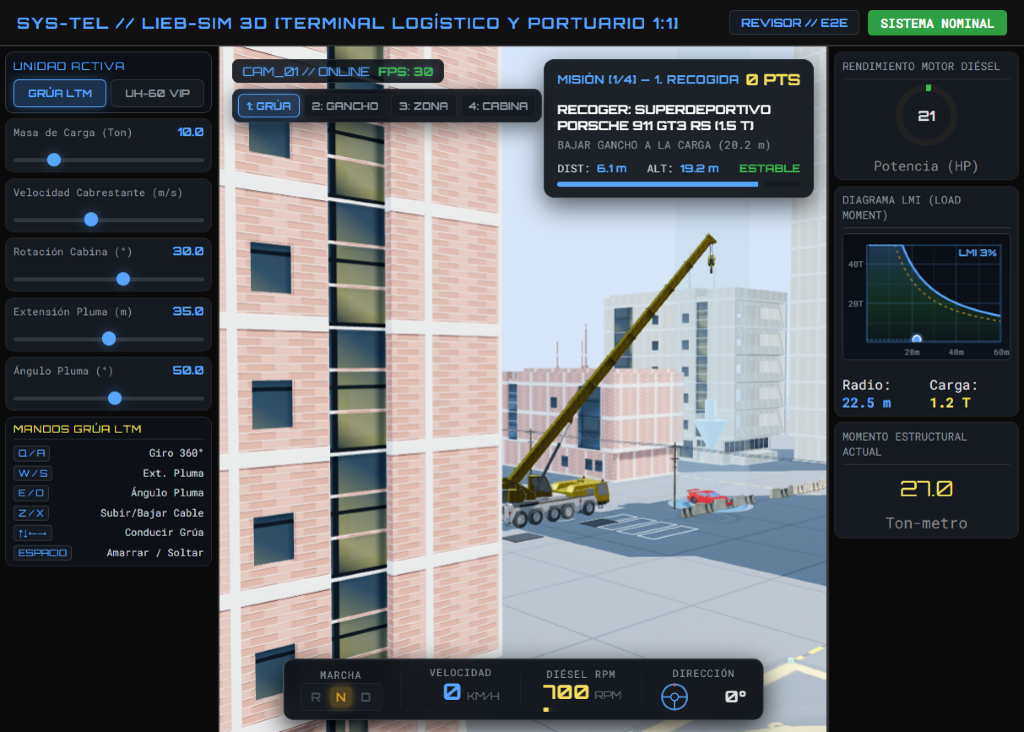 SYS-TEL // LIEB-SIM 3D [TERMINAL LOGÍSTICO Y PORTUARIO 1:1]
REVISOR // E2E
SISTEMA NOMINAL
UNIDAD ACTIVA
GRÚA LTM
UH-60 VIP
Masa de Carga (Ton) 10.0
Velocidad Cabrestante (m/s)
Rotación Cabina (°) 30.0
Extensión Pluma (m) 35.0
Ángulo Pluma (°) 50.0
MANDOS GRÚA LTM
Q/A Giro 360°
W/S Ext. Pluma
E/D Ángulo Pluma
Z/X Subir/Bajar Cable
↑↓←→ Conducir Grúa
ESPACIO Amarrar / Soltar
CAM_01 // ONLINE FPS: 30
1: GRÚA
2: GANCHO
3: ZONA
4: CABINA
MISIÓN [1/4] — 1. RECOGIDA 0 PTS
RECOGER: SUPERDEPORTIVO
PORSCHE 911 GT3 RS (1.5 T)
BAJAR GANCHO A LA CARGA (20.2 m)
DIST: 6.1 m ALT: 19.2 m ESTABLE
MARCHA
R N D
VELOCIDAD
0 KM/H
DIÉSEL RPM
700 RPM
DIRECCIÓN
0°
RENDIMIENTO MOTOR DIÉSEL
21
Potencia (HP)
DIAGRAMA LMI (LOAD
MOMENT)
LMI 3%
40T
20T
20m 40m 60m
Radio: Carga:
22.5 m 1.2 T
MOMENTO ESTRUCTURAL
ACTUAL
27.0
Ton-metro